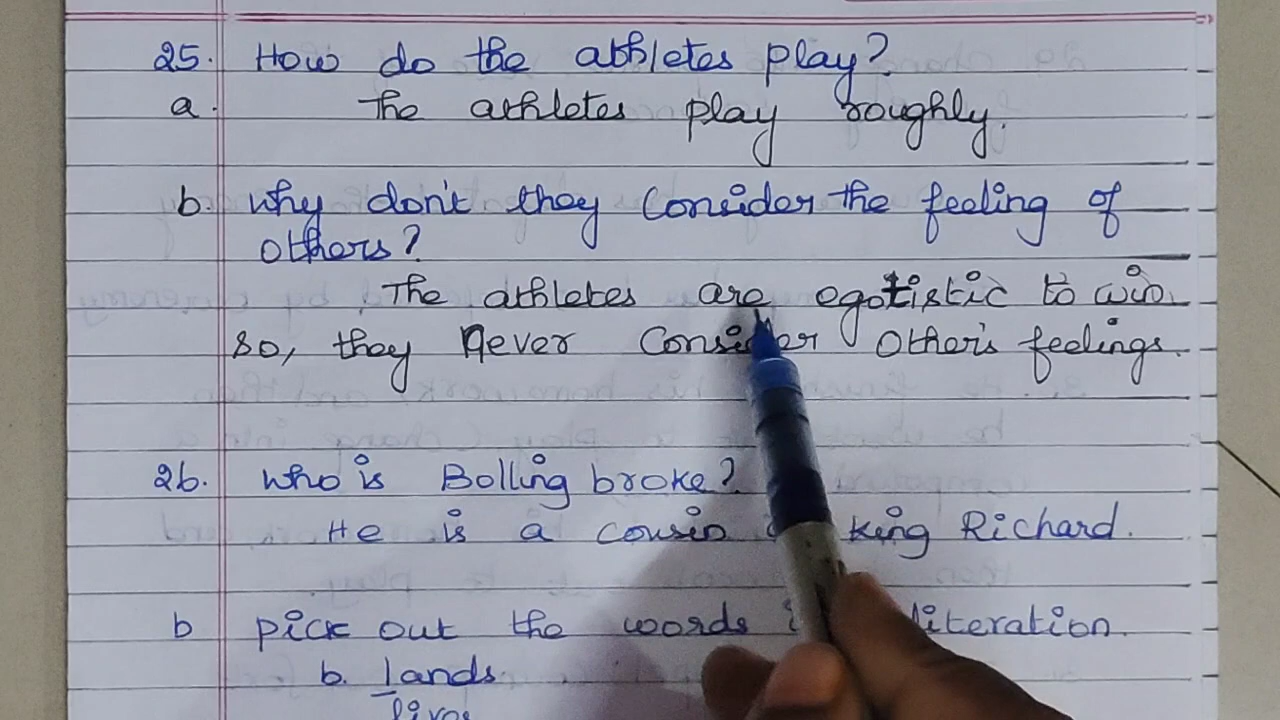 25. How do the athletes play?
a. The athletes play roughly.
b. Why don't they consider the feeling of
others?
The athletes are egotistic to win.
so, they never consider other's feelings.
26. Who is Bolling broke?
He is a cousin king Richard.
b pick out the words literation.
b. lands